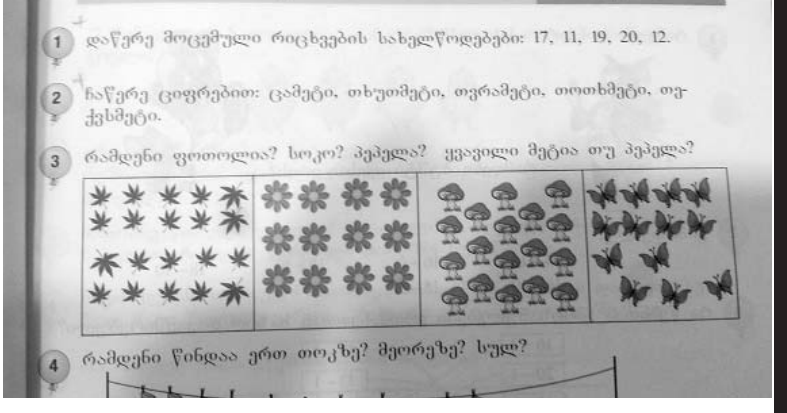 1 დაწერე მოცემული რიცხვების სახელწოდებები: 17, 11, 19, 20, 12.
2 ჩაწერე ციფრებით: ცამეტი, თხუთმეტი, თვრამეტი, თოთხმეტი, თე-
ქვსმეტი.
3 რამდენი ფოთოლია? სოკო? პეპელა? ყვავილი მეტია თუ პეპელა?
4 რამდენი წინდაა ერთ თოკზე? მეორეზე? სულ?